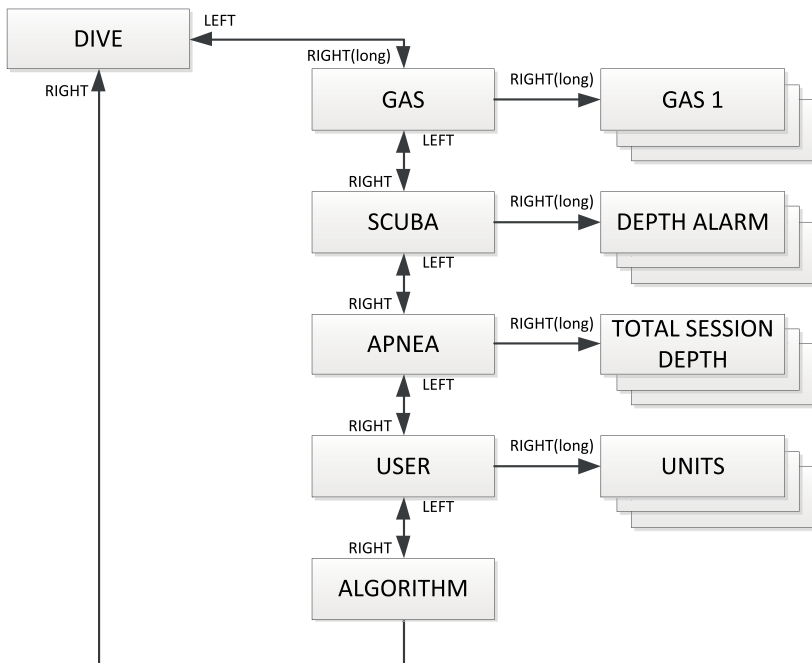 LEFT
DIVE
RIGHT(long)
RIGHT(long)
RIGHT
GAS
GAS 1
LEFT
RIGHT
RIGHT(long)
SCUBA
DEPTH ALARM
LEFT
RIGHT
RIGHT(long)
APNEA
TOTAL SESSION
DEPTH
LEFT
RIGHT
RIGHT(long)
USER
UNITS
LEFT
RIGHT
ALGORITHM